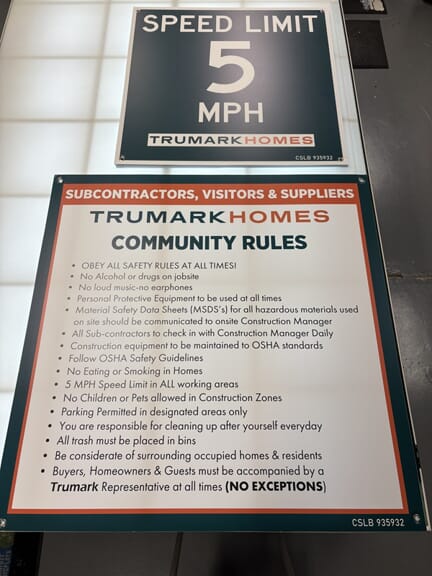 SPEED LIMIT
5
MPH
TRUMARKHOMES
CSLB 935932
SUBCONTRACTORS, VISITORS & SUPPLIERS
TRUMARKHOMES
COMMUNITY RULES
• OBEY ALL SAFETY RULES AT ALL TIMES!
• No Alcohol or drugs on jobsite
• No loud music-no earphones
• Personal Protective Equipment to be used at all times
• Material Safety Data Sheets (MSDS's) for all hazardous materials used
on site should be communicated to onsite Construction Manager
• All Sub-contractors to check in with Construction Manager Daily
• Construction equipment to be maintained to OSHA standards
• Follow OSHA Safety Guidelines
• No Eating or Smoking in Homes
• 5 MPH Speed Limit in ALL working areas
• No Children or Pets allowed in Construction Zones
• Parking Permitted in designated areas only
• You are responsible for cleaning up after yourself everyday
• All trash must be placed in bins
• Be considerate of surrounding occupied homes & residents
• Buyers, Homeowners & Guests must be accompanied by a
Trumark Representative at all times (NO EXCEPTIONS)
CSLB 935932